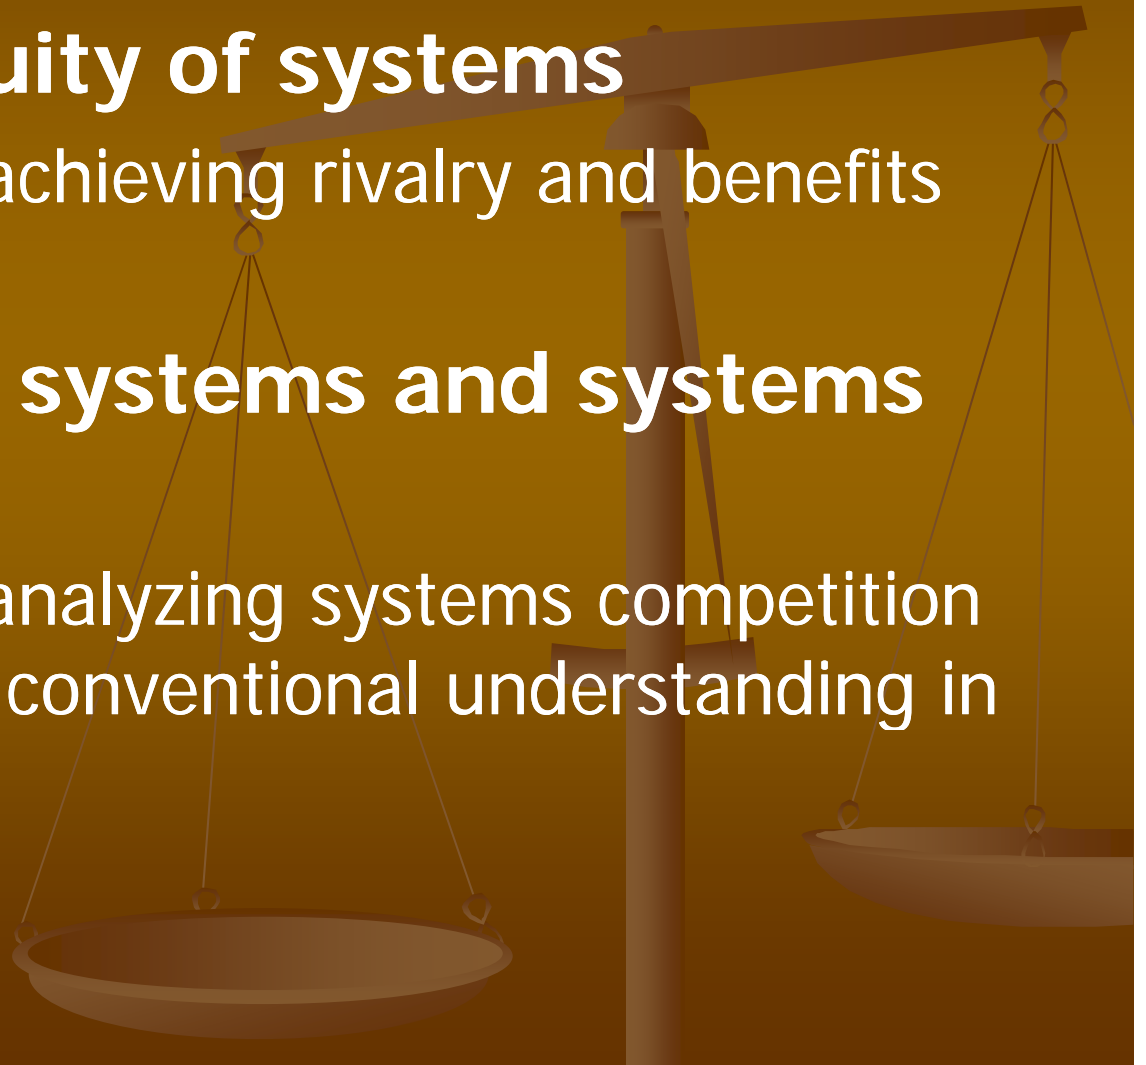 uity of systems
achieving rivalry and benefits
systems and systems
analyzing systems competition
conventional understanding in